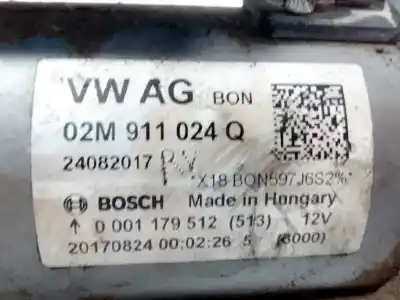 VW AG BON
02M 911 024 Q
24082017
*X18-BON597J6S2%*
BOSCH Made in Hungary
0 001 179 512 (513) 12V
20170824 00:02:26 5 (6000)